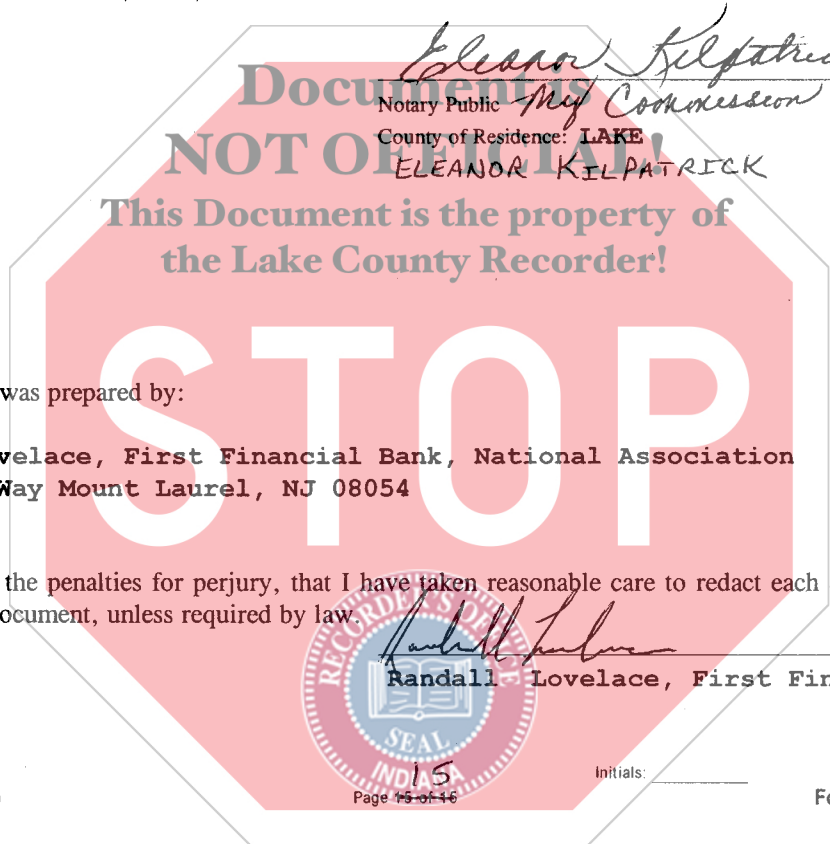 Eleanor Kilpatric
Document is
Notary Public My Commission
NOT OFFICIAL!
County of Residence: LAKE
ELEANOR KILPATRICK
This Document is the property of
the Lake County Recorder!
STOP
was prepared by:
velace, First Financial Bank, National Association
Way Mount Laurel, NJ 08054
the penalties for perjury, that I have taken reasonable care to redact each
ocument, unless required by law.
RECORDER'S OFFICE
SEAL
INDIANA
Randall Lovelace, First Fin
15
Initials:
Page 15 of 16